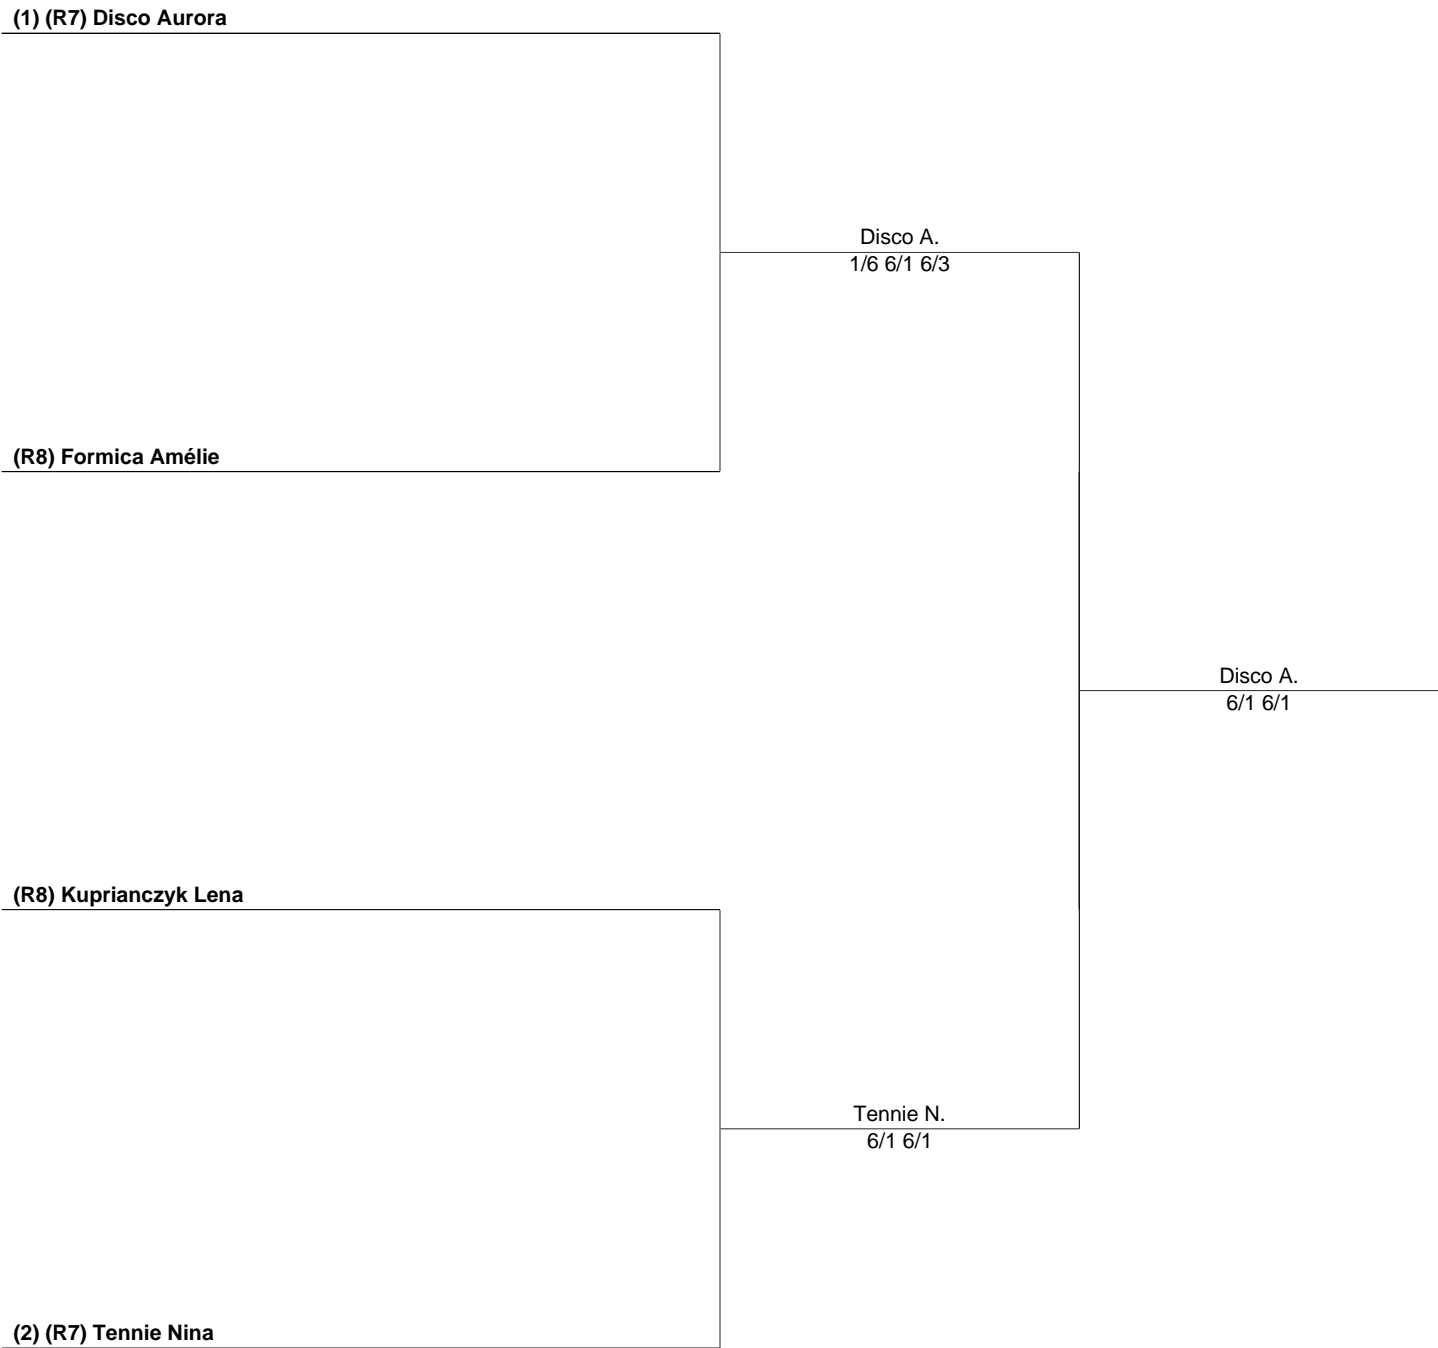 (1) (R7) Disco Aurora
Disco A.
1/6 6/1 6/3
(R8) Formica Amélie
Disco A.
6/1 6/1
(R8) Kuprianczyk Lena
Tennie N.
6/1 6/1
(2) (R7) Tennie Nina